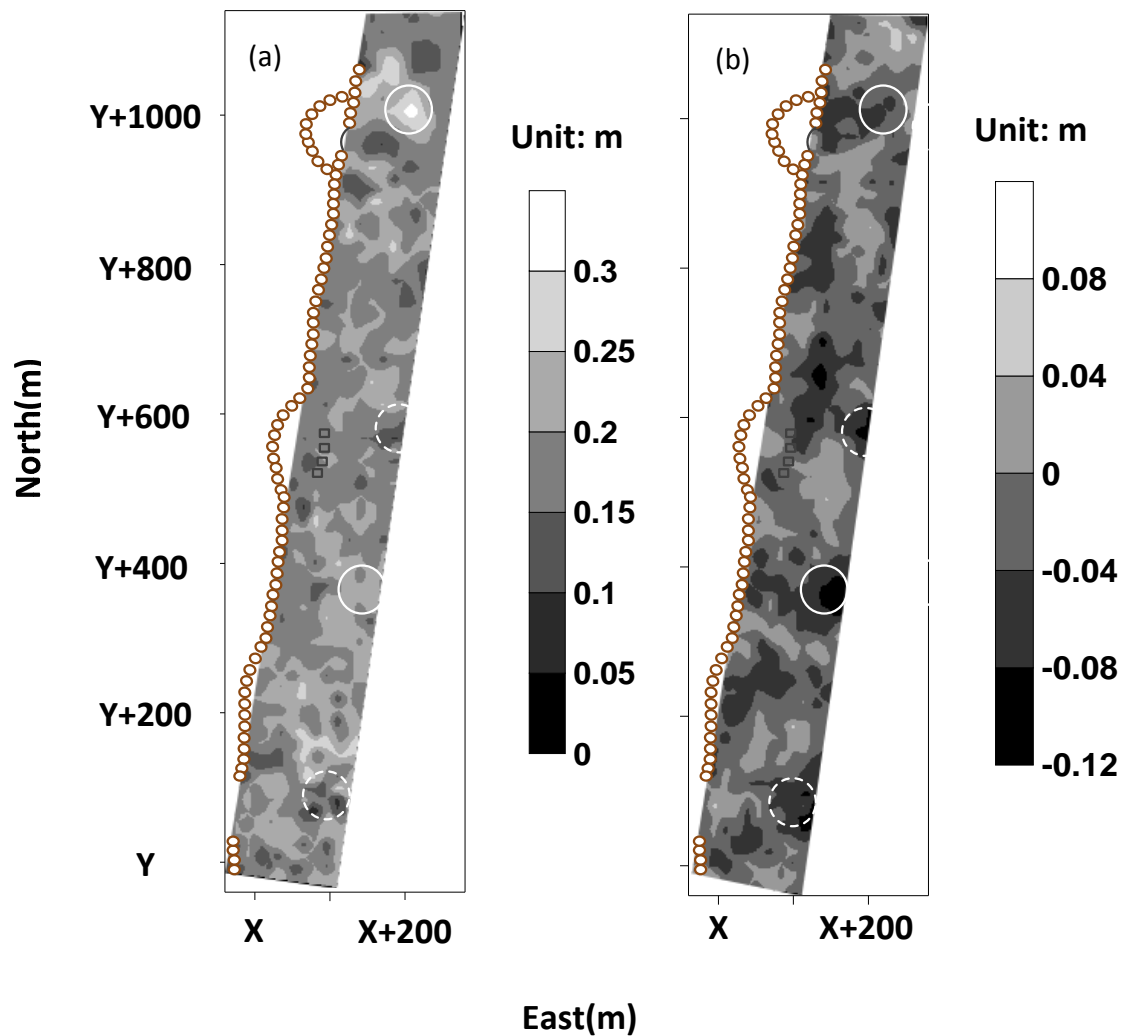 (a)
(b)
Y+1000
Y+800
Y+600
Y+400
Y+200
Y
North(m)
X
X+200
X
X+200
East(m)
Unit: m
0.3
0.25
0.2
0.15
0.1
0.05
0
Unit: m
0.08
0.04
0
-0.04
-0.08
-0.12